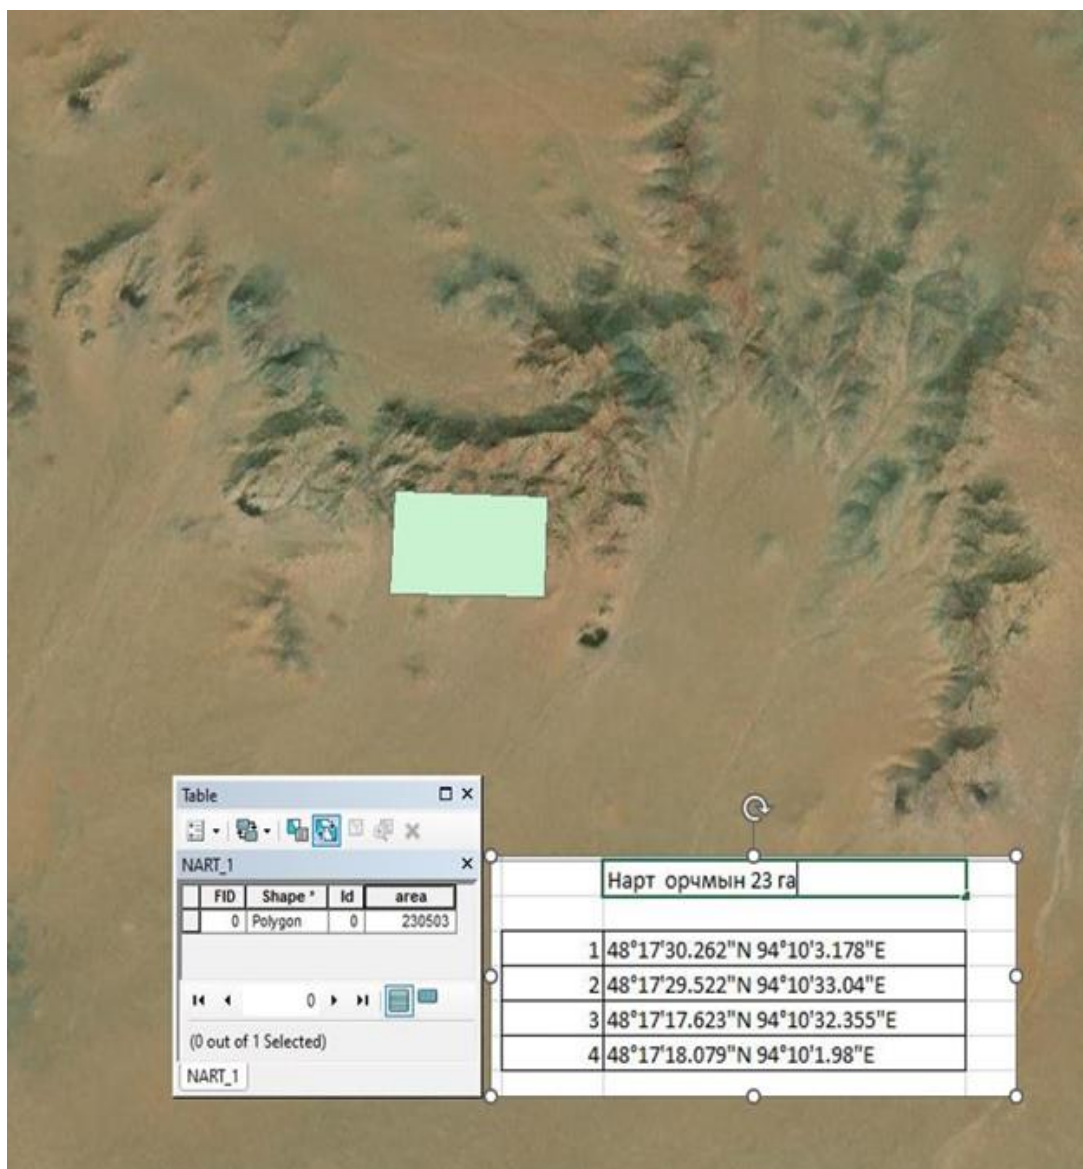 Table
NART_1
FID Shape * Id area
0 Polygon 0 230503
0
(0 out of 1 Selected)
NART_1
Нарт орчмын 23 га
1 48°17'30.262"N 94°10'3.178"E
2 48°17'29.522"N 94°10'33.04"E
3 48°17'17.623"N 94°10'32.355"E
4 48°17'18.079"N 94°10'1.98"E